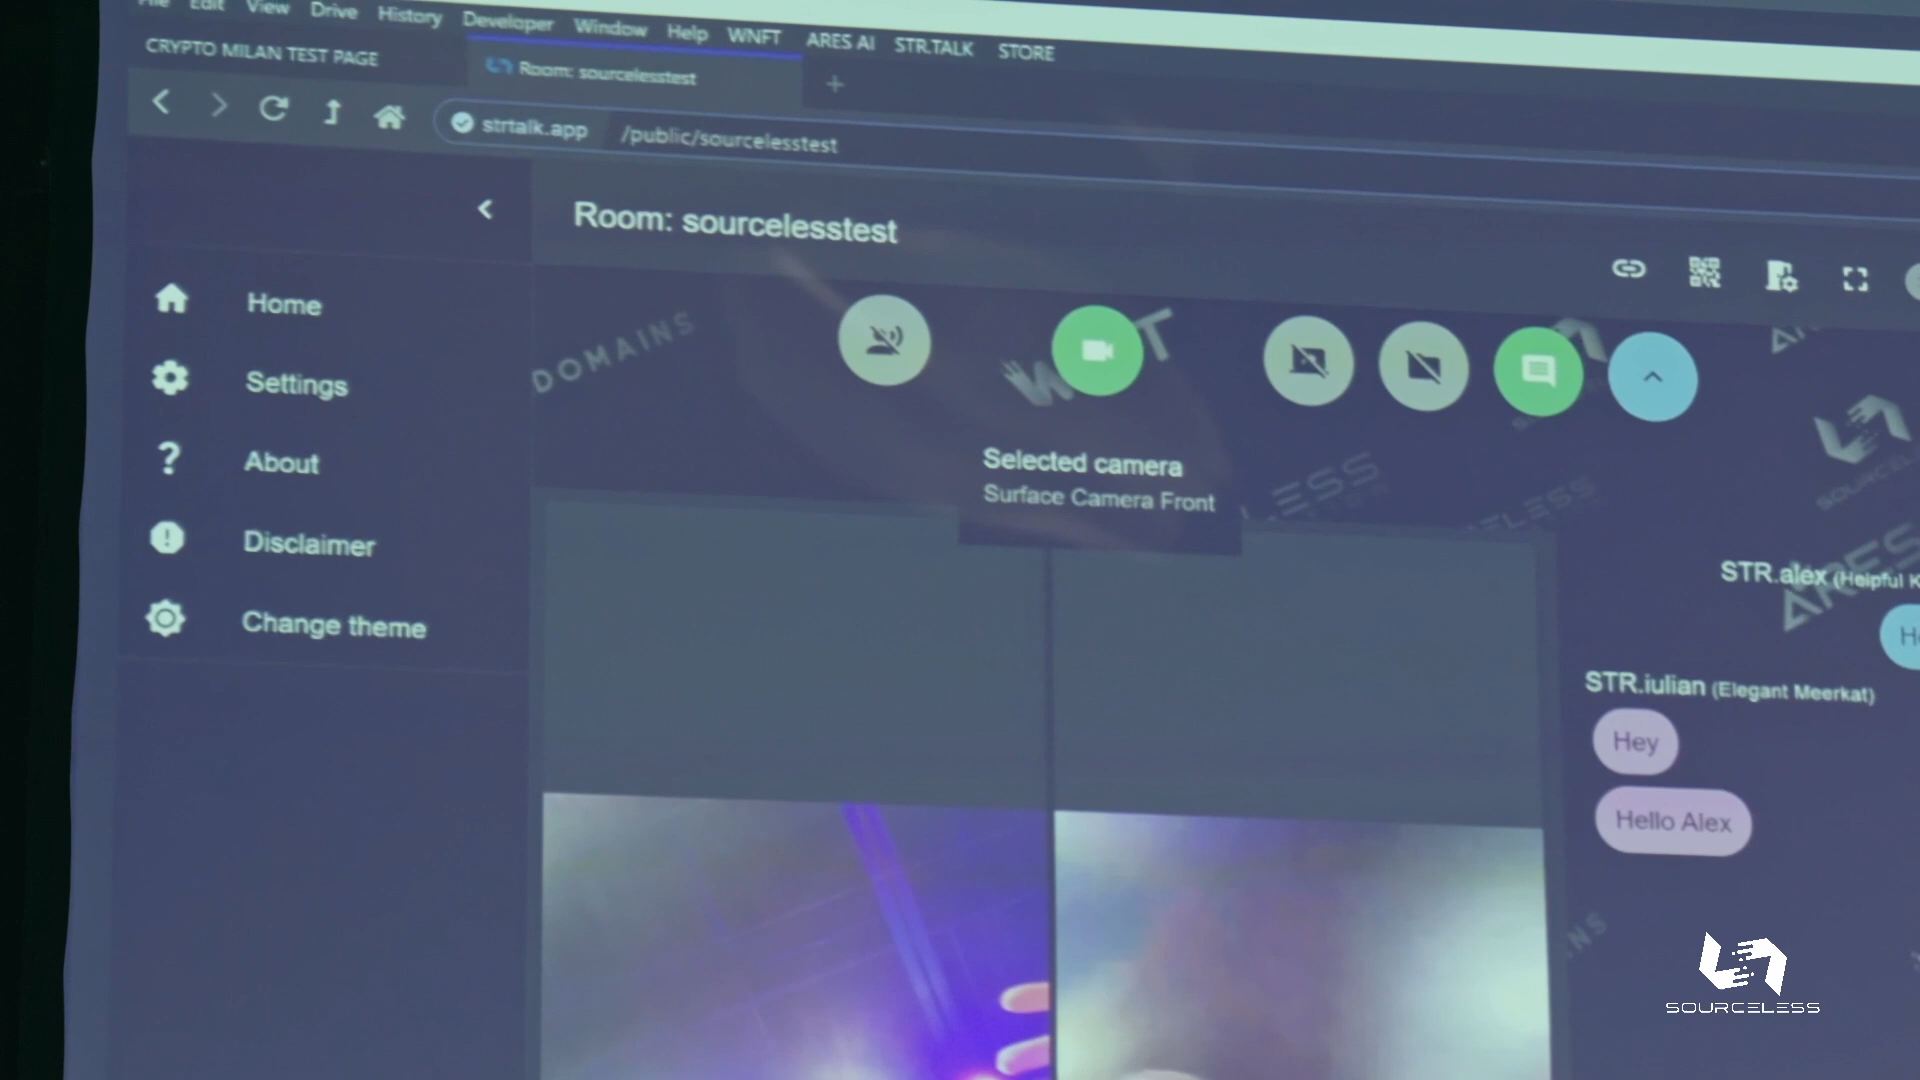 File Edit View Drive History Developer Window Help WNFT ARES AI STR.TALK STORE
CRYPTO MILAN TEST PAGE
Room: sourcelesstest
strtalk.app /public/sourcelesstest
Room: sourcelesstest
Home
Settings
About
Disclaimer
Change theme
DOMAINS
Selected camera
Surface Camera Front
STR.alex (Helpful
ARES
STR.iulian (Elegant Meerkat)
Hey
Hello Alex
SOURCELESS